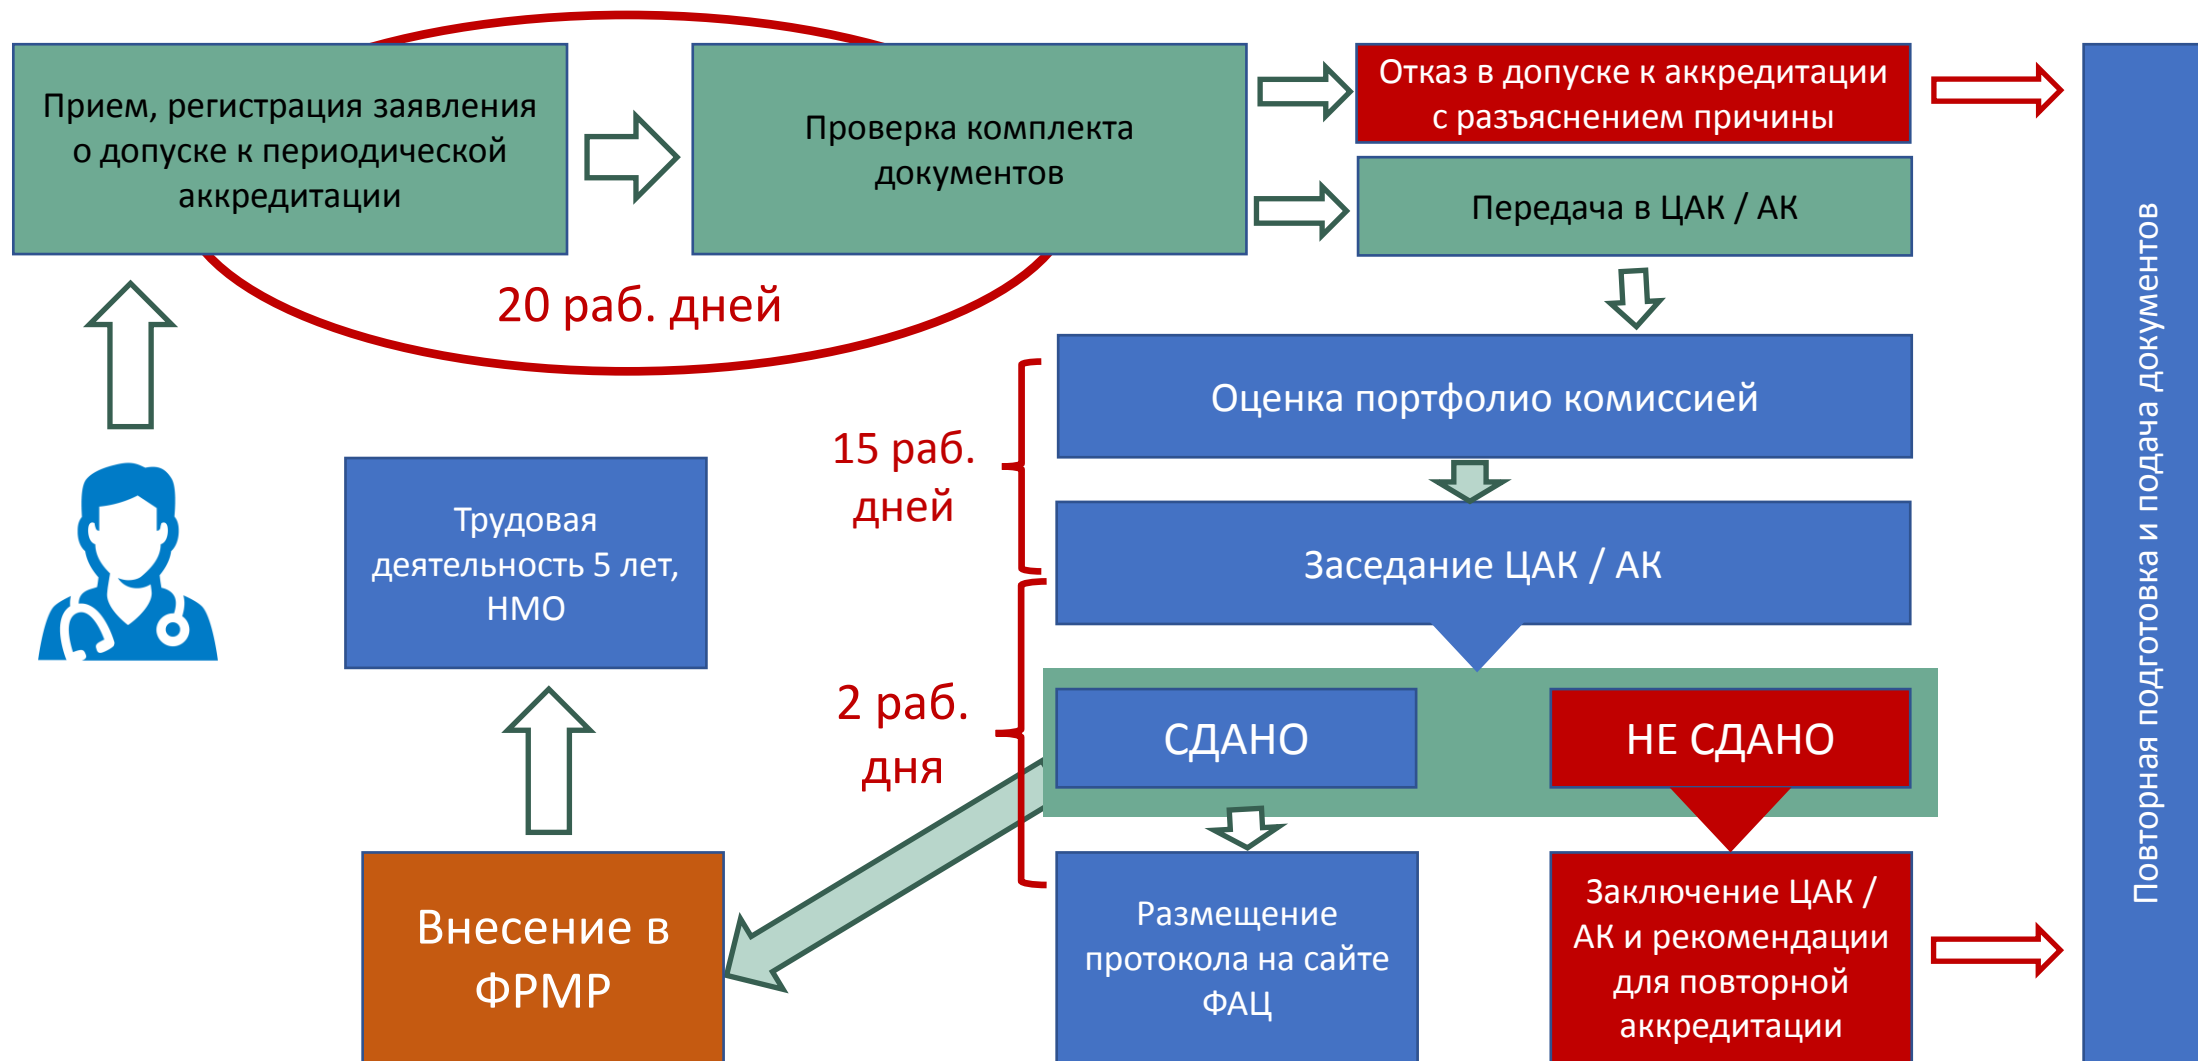 Прием, регистрация заявления
о допуске к периодической
аккредитации
Проверка комплекта
документов
Отказ в допуске к аккредитации
с разъяснением причины
Передача в ЦАК / АК
20 раб. дней
Оценка портфолио комиссией
15 раб.
дней
Заседание ЦАК / АК
Трудовая
деятельность 5 лет,
НМО
2 раб.
дня
СДАНО
НЕ СДАНО
Внесение в
ФРМР
Размещение
протокола на сайте
ФАЦ
Заключение ЦАК /
АК и рекомендации
для повторной
аккредитации
Повторная подготовка и подача документов